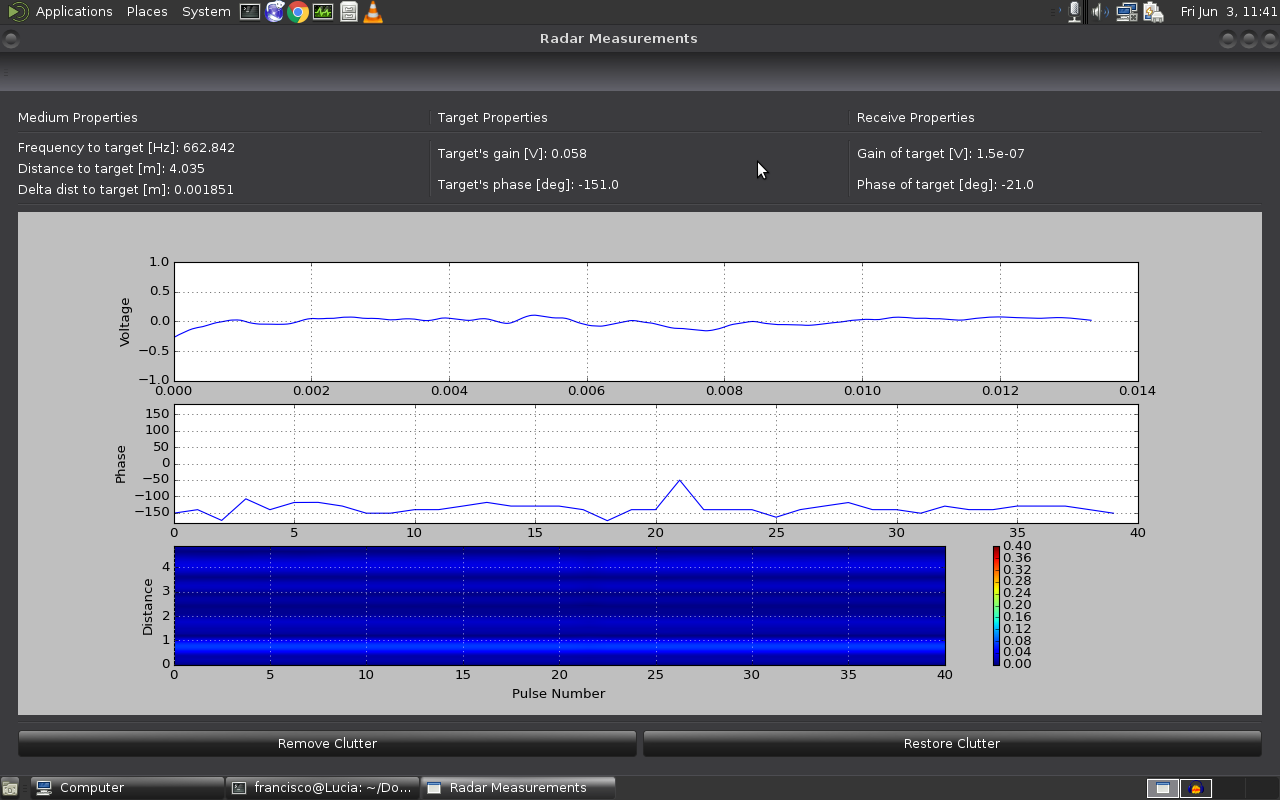 Applications Places System Fri Jun 3, 11:41
Radar Measurements
Medium Properties Target Properties Receive Properties
Frequency to target [Hz]: 662.842
Distance to target [m]: 4.035
Delta dist to target [m]: 0.001851
Target's gain [V]: 0.058
Target's phase [deg]: -151.0
Gain of target [V]: 1.5e-07
Phase of target [deg]: -21.0
Voltage
1.0
0.5
0.0
−0.5
−1.0
0.000 0.002 0.004 0.006 0.008 0.010 0.012 0.014
Phase
150
100
50
0
−50
−100
−150
0 5 10 15 20 25 30 35 40
Distance
4
3
2
1
0
0 5 10 15 20 25 30 35 40
Pulse Number
0.40
0.36
0.32
0.28
0.24
0.20
0.16
0.12
0.08
0.04
0.00
Remove Clutter Restore Clutter
Computer francisco@Lucia: ~/Do... Radar Measurements